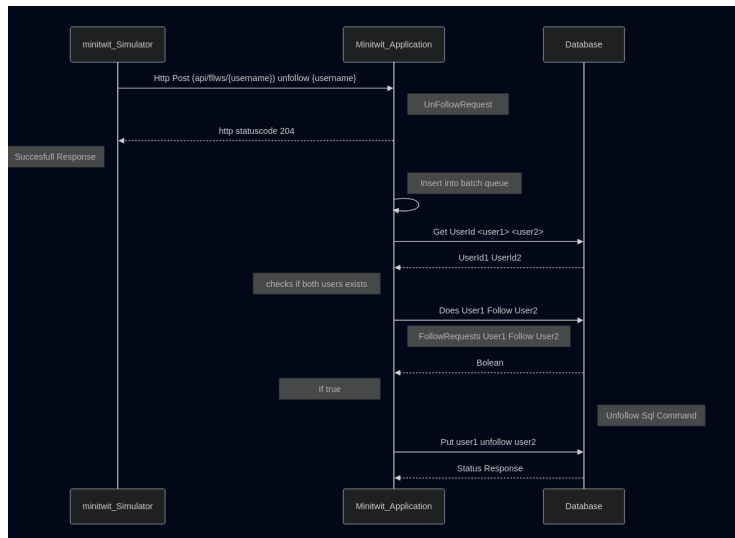 minitwit_Simulator
Minitwit_Application
Database
Http Post (api/fllws/{username}) unfollow {username}
UnFollowRequest
http statuscode 204
Succesfull Response
Insert into batch queue
Get UserId <user1> <user2>
UserId1 UserId2
checks if both users exists
Does User1 Follow User2
FollowRequests User1 Follow User2
Bolean
If true
Unfollow Sql Command
Put user1 unfollow user2
Status Response
minitwit_Simulator
Minitwit_Application
Database